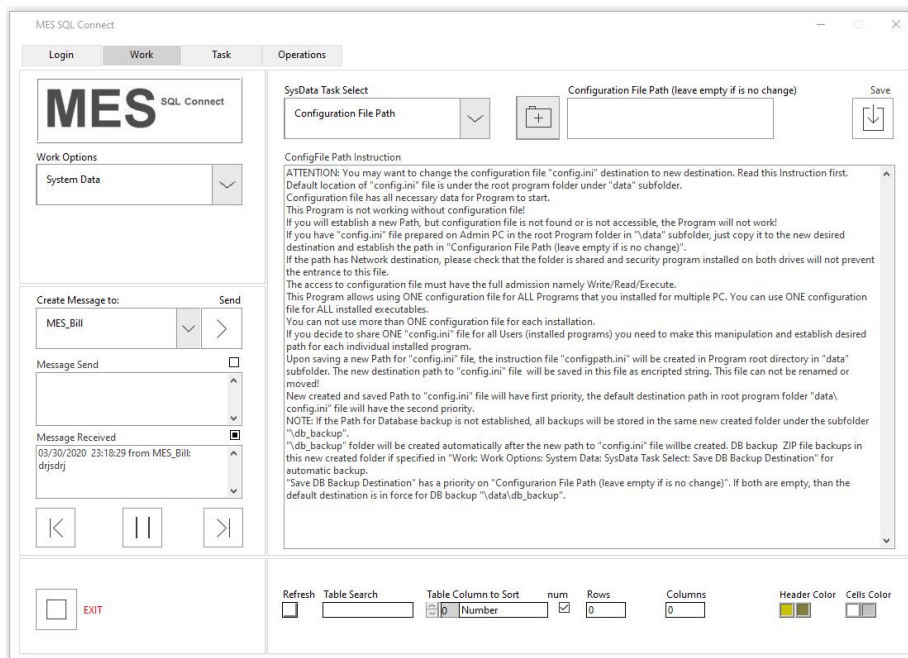 MES SQL Connect
Login Work Task Operations
MES SQL Connect
Work Options
System Data
SysData Task Select
Configuration File Path
Configuration File Path (leave empty if is no change)
Save
ConfigFile Path Instruction
ATTENTION: You may want to change the configuration file "config.ini" destination to new destination. Read this Instruction first.
Default location of "config.ini" file is under the root program folder under "data" subfolder.
Configuration file has all necessary data for Program to start.
This Program is not working without configuration file!
If you will establish a new Path, but configuration file is not found or is not accessible, the Program will not work!
If you have "config.ini" file prepared on Admin PC in the root Program folder in "\data" subfolder, just copy it to the new desired
destination and establish the path in "Configurarion File Path (leave empty if is no change)".
If the path has Network destination, please check that the folder is shared and security program installed on both drives will not prevent
the entrance to this file.
The access to configuration file must have the full admission namely Write/Read/Execute.
This Program allows using ONE configuration file for ALL Programs that you installed for multiple PC. You can use ONE configuration
file for ALL installed executables.
You can not use more than ONE configuration file for each installation.
If you decide to share ONE "config.ini" file for all Users (installed programs) you need to make this manipulation and establish desired
path for each individual installed program.
Upon saving a new Path for "config.ini" file, the instruction file "configpath.ini" will be created in Program root directory in "data"
subfolder. The new destination path to "config.ini" file will be saved in this file as encripted string. This file can not be renamed or
moved!
New created and saved Path to "config.ini" file will have first priority, the default destination path in root program folder "data\
config.ini" file will have the second priority.
NOTE: If the Path for Database backup is not established, all backups will be stored in the same new created folder under the subfolder
"\db_backup".
"\db_backup" folder will be created automatically after the new path to "config.ini" file willbe created. DB backup ZIP file backups in
this new created folder if specified in "Work: Work Options: System Data: SysData Task Select: Save DB Backup Destination" for
automatic backup.
"Save DB Backup Destination" has a priority on "Configurarion File Path (leave empty if is no change)". If both are empty, than the
default destination is in force for DB backup "\data\db_backup".
Create Message to: Send
MES_Bill
Message Send
Message Received
03/30/2020 23:18:29 from MES_Bill:
drjsdrj
EXIT
Refresh Table Search Table Column to Sort num Rows Columns Header Color Cells Color
0 Number 0 0